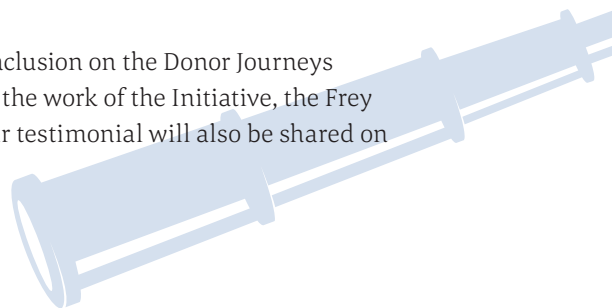 nclusion on the Donor Journeys
the work of the Initiative, the Frey
r testimonial will also be shared on